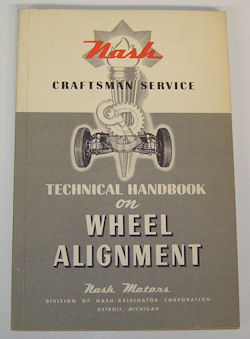 Nash
CRAFTSMAN SERVICE
TECHNICAL HANDBOOK
on
WHEEL
ALIGNMENT
Nash Motors
DIVISION OF NASH-KELVINATOR CORPORATION
DETROIT, MICHIGAN